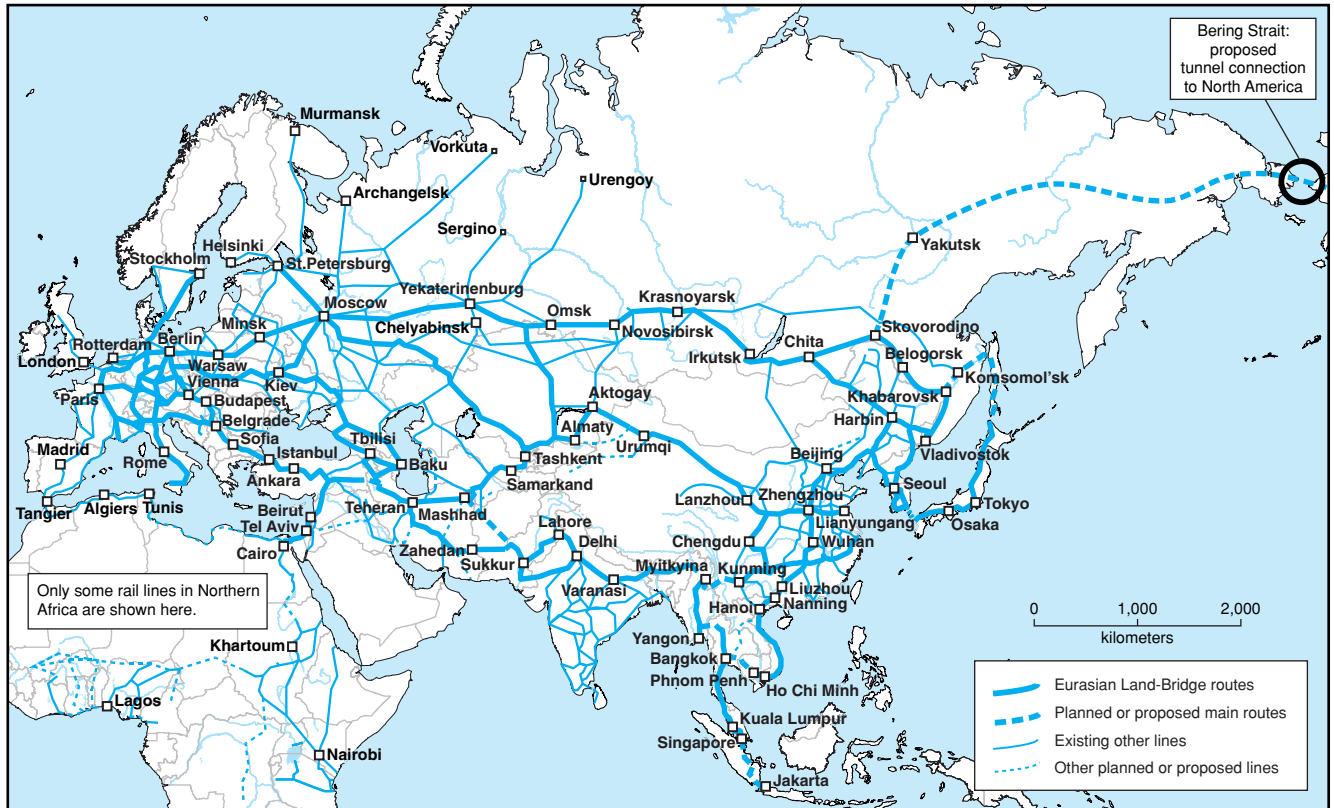 Bering Strait:
proposed
tunnel connection
to North America
Murmansk
Vorkuta
Urengoy
Archangelsk
Sergino
Yakutsk
Helsinki
Stockholm
St.Petersburg
Yekaterinenburg
Krasnoyarsk
Moscow
Omsk
Skovorodino
Minsk
Chelyabinsk
Novosibirsk
Chita
Rotterdam
Berlin
Irkutsk
Belogorsk
London
Warsaw
Komsomol'sk
Vienna
Kiev
Paris
Budapest
Aktogay
Khabarovsk
Belgrade
Almaty
Harbin
Sofia
Tbilisi
Urumqi
Madrid
Istanbul
Beijing
Vladivostok
Rome
Baku
Tashkent
Ankara
Samarkand
Seoul
Lanzhou
Zhengzhou
Tangier
Algiers
Tunis
Beirut
Teheran
Mashhad
Tokyo
Tel Aviv
Lahore
Lianyungang
Osaka
Cairo
Zahedan
Delhi
Chengdu
Wuhan
Sukkur
Myitkyina
Kunming
Varanasi
Liuzhou
Hanoi
Nanning
Only some rail lines in Northern
Africa are shown here.
0
1,000
2,000
kilometers
Khartoum
Yangon
Bangkok
Phnom Penh
Ho Chi Minh
Lagos
Kuala Lumpur
Singapore
Nairobi
Jakarta
Eurasian Land-Bridge routes
Planned or proposed main routes
Existing other lines
Other planned or proposed lines